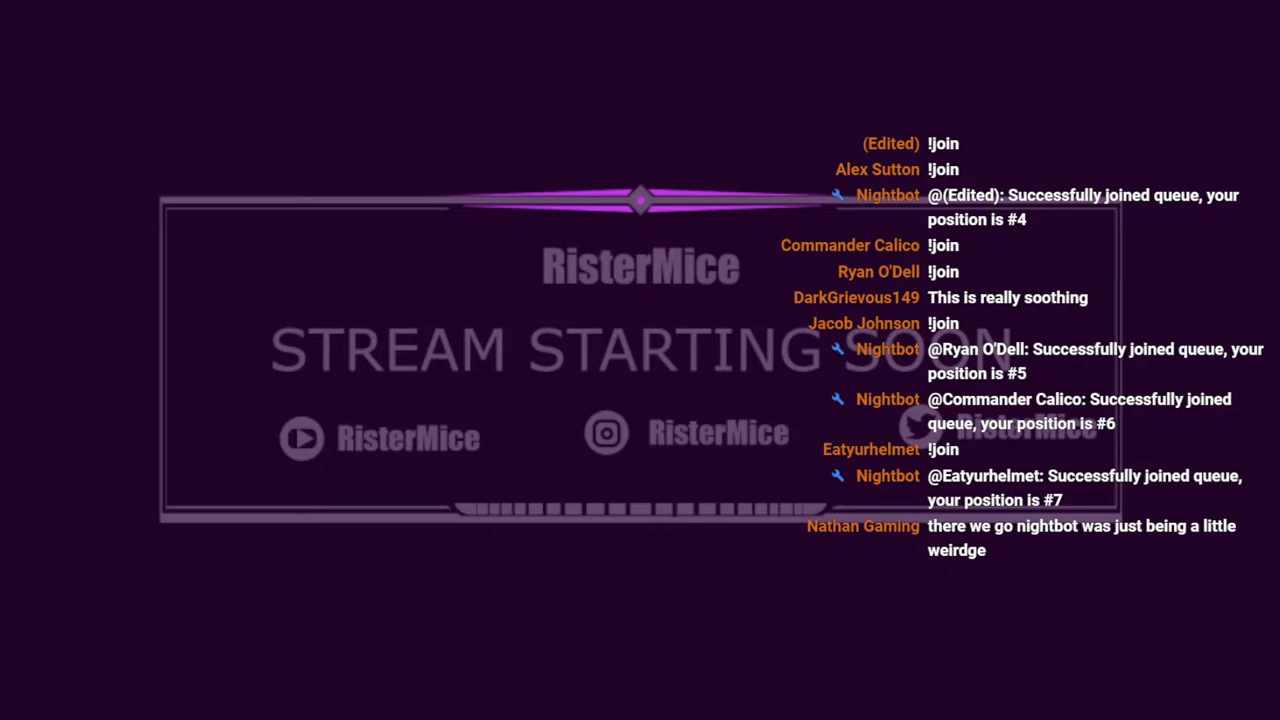 RisterMice
STREAM STARTING SOON
RisterMice
RisterMice
RisterMice
(Edited) !join
Alex Sutton !join
Nightbot @(Edited): Successfully joined queue, your
position is #4
Commander Calico !join
Ryan O'Dell !join
DarkGrievous149 This is really soothing
Jacob Johnson !join
Nightbot @Ryan O'Dell: Successfully joined queue, your
position is #5
Nightbot @Commander Calico: Successfully joined
queue, your position is #6
Eatyurhelmet !join
Nightbot @Eatyurhelmet: Successfully joined queue,
your position is #7
Nathan Gaming there we go nightbot was just being a little
weirdge